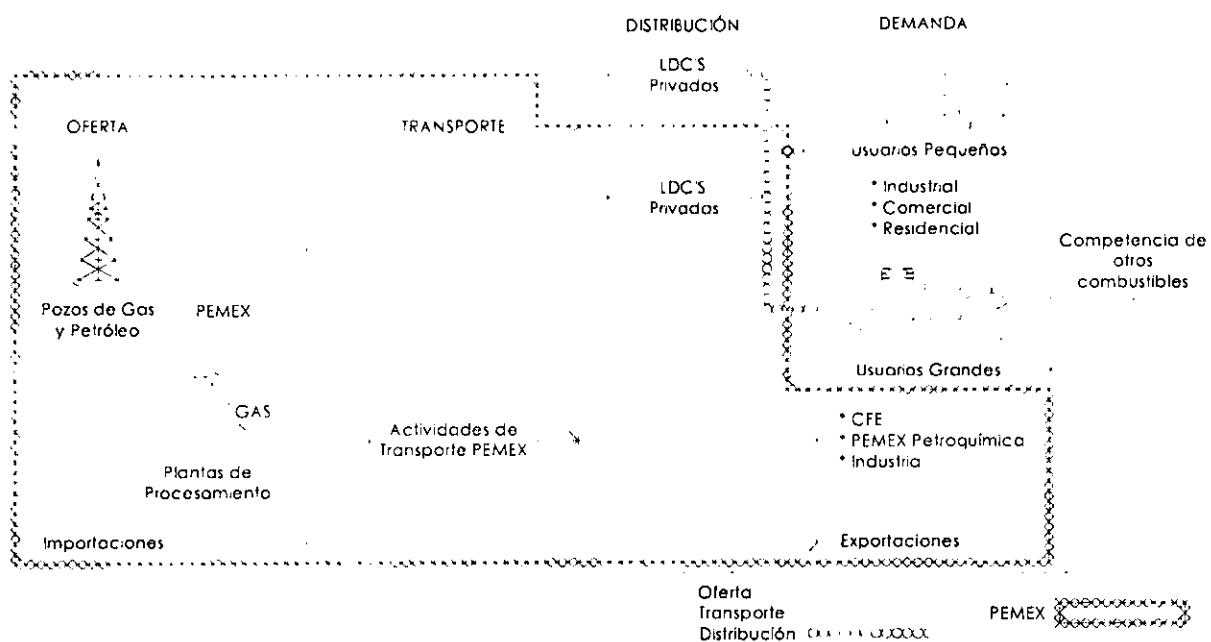 DISTRIBUCIÓN
DEMANDA
LDC'S
Privadas
OFERTA
TRANSPORTE
Usuarios Pequeños
LDC'S
Privadas
* Industrial
* Comercial
* Residencial
Competencia de
otros
combustibles
Pozos de Gas
y Petróleo
PEMEX
Usuarios Grandes
GAS
Actividades de
Transporte PEMEX
* CFE
* PEMEX Petroquímica
* Industria
Plantas de
Procesamiento
Importaciones
Exportaciones
Oferta
Transporte
Distribución
PEMEX